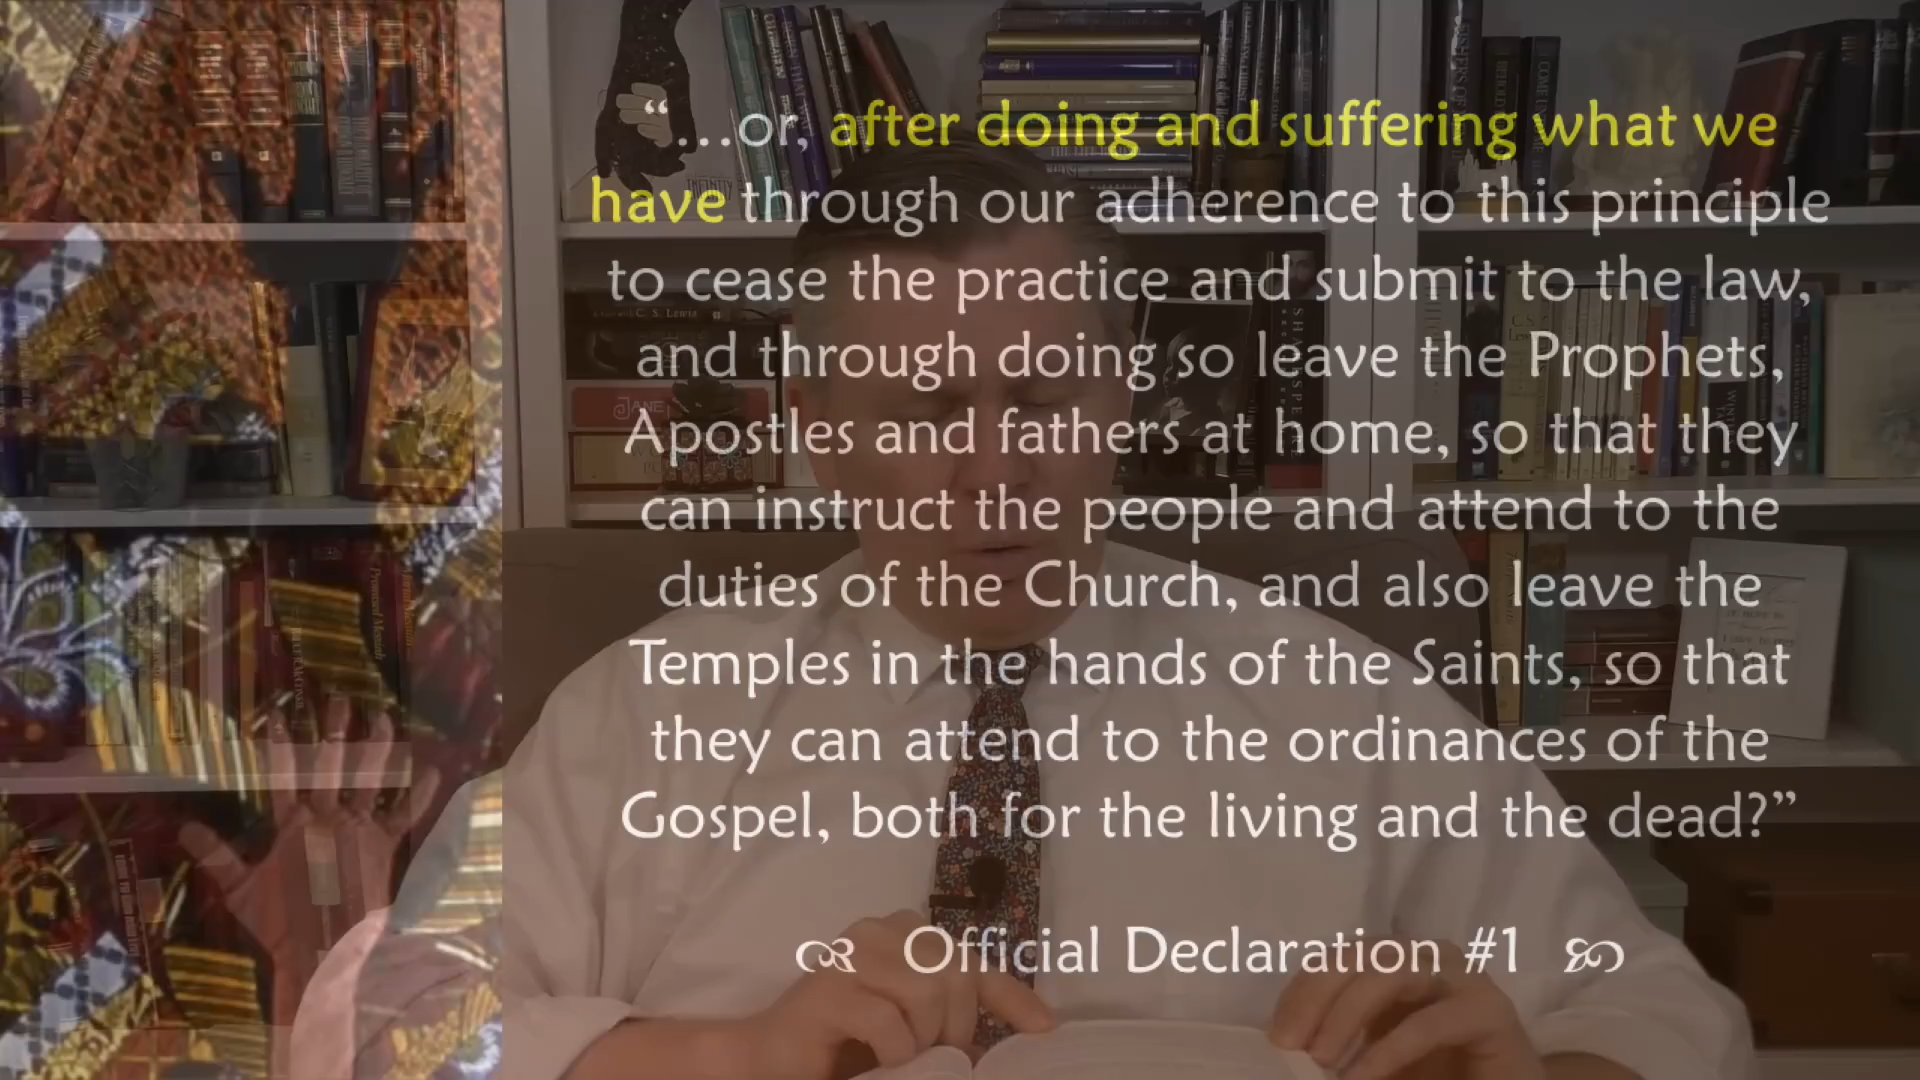 “...or, after doing and suffering what we
have through our adherence to this principle
to cease the practice and submit to the law,
and through doing so leave the Prophets,
Apostles and fathers at home, so that they
can instruct the people and attend to the
duties of the Church, and also leave the
Temples in the hands of the Saints, so that
they can attend to the ordinances of the
Gospel, both for the living and the dead?”
Official Declaration #1
C. S. Lewis
JANE